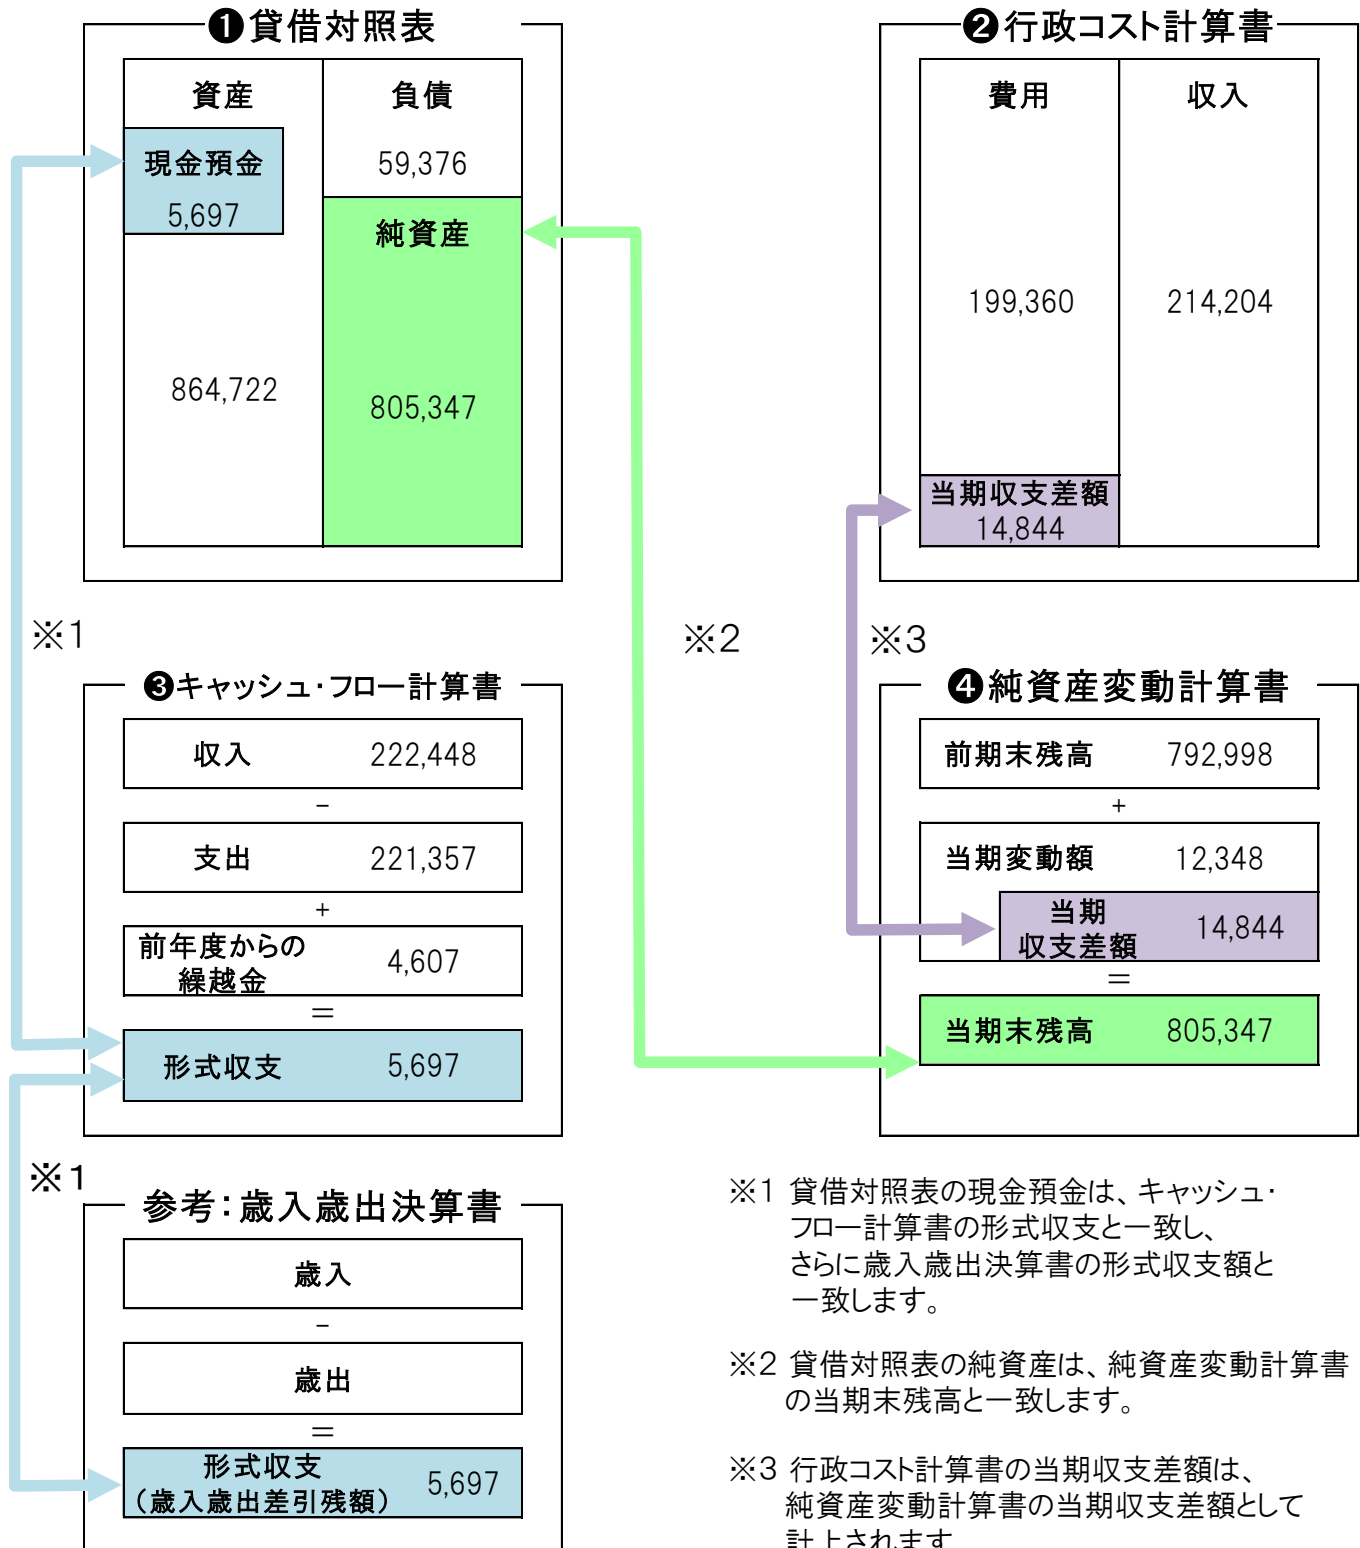 ❶貸借対照表
資産
負債
現金預金
5,697
59,376
純資産
864,722
805,347
❷行政コスト計算書
費用
収入
199,360
214,204
当期収支差額
14,844
※1
※2
※3
❸キャッシュ・フロー計算書
収入 222,448
-
支出 221,357
+
前年度からの
繰越金 4,607
=
形式収支 5,697
❹純資産変動計算書
前期末残高 792,998
+
当期変動額 12,348
当期
収支差額 14,844
=
当期末残高 805,347
※1
参考：歳入歳出決算書
歳入
-
歳出
=
形式収支
（歳入歳出差引残額） 5,697
※1 貸借対照表の現金預金は、キャッシュ・
フロー計算書の形式収支と一致し、
さらに歳入歳出決算書の形式収支額と
一致します。
※2 貸借対照表の純資産は、純資産変動計算書
の当期末残高と一致します。
※3 行政コスト計算書の当期収支差額は、
純資産変動計算書の当期収支差額として
計上されます